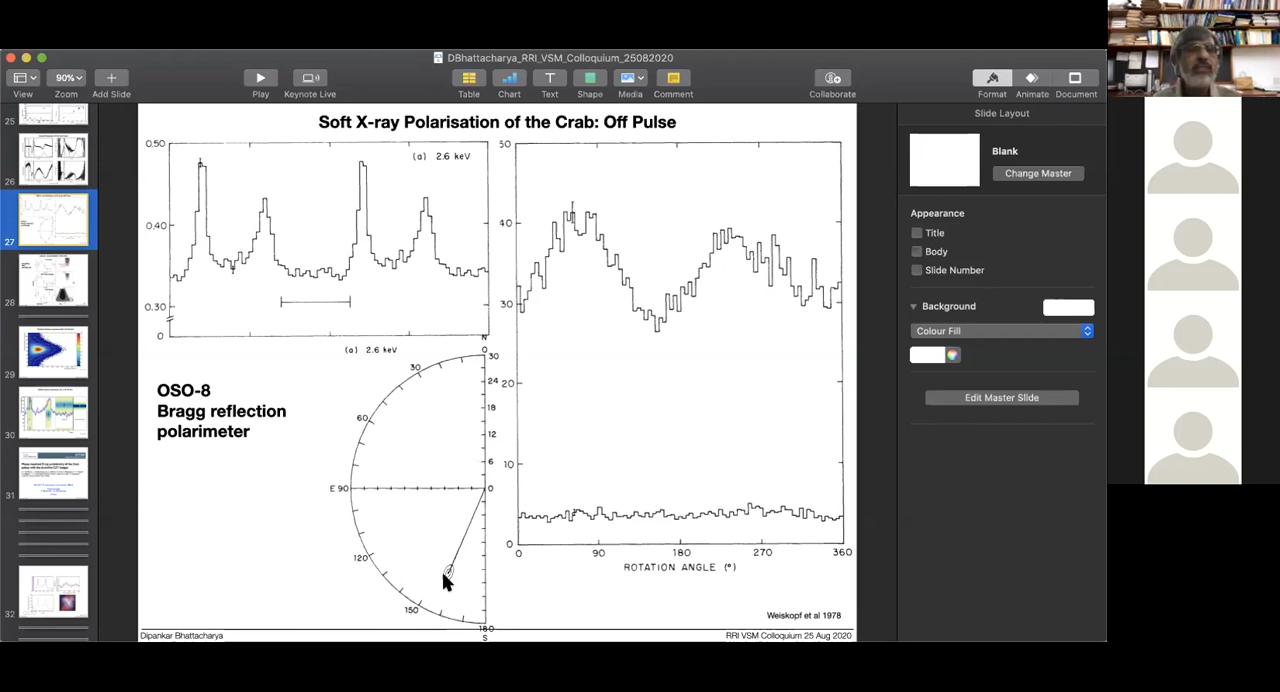 DBhattacharya_RRI_VSM_Colloquium_25082020
90%
View
Zoom
Add Slide
Play
Keynote Live
Table
Chart
Text
Shape
Media
Comment
Collaborate
Format
Animate
Document
25
26
27
28
29
30
31
32
Soft X-ray Polarisation of the Crab: Off Pulse
0.50
0.40
0.30
0
(a) 2.6 keV
50
40
30
20
10
0
0
90
180
270
360
ROTATION ANGLE (°)
(a) 2.6 keV
N
0
30
60
E 90
120
150
180
S
30
24
18
12
6
0
OSO-8
Bragg reflection
polarimeter
Weiskopf et al 1978
Dipankar Bhattacharya
RRI VSM Colloquium 25 Aug 2020
Slide Layout
Blank
Change Master
Appearance
Title
Body
Slide Number
Background
Colour Fill
Edit Master Slide